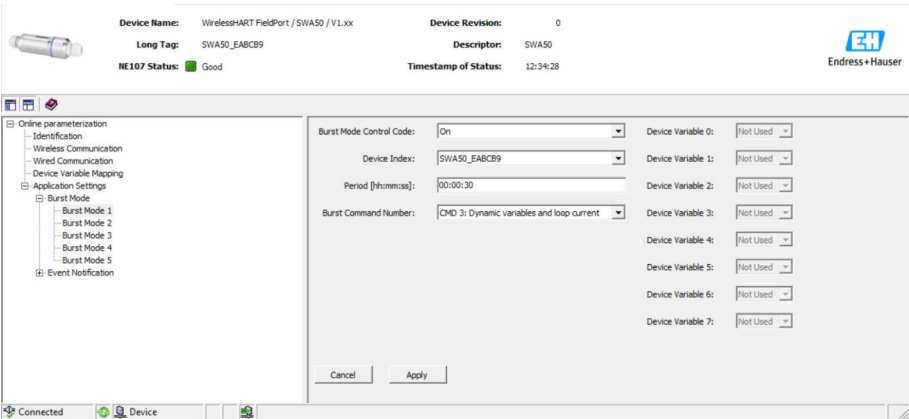 Device Name: WirelessHART FieldPort / SWA50 / V1.xx Device Revision: 0
Long Tag: SWA50_EABCB9 Descriptor: SWA50
NE107 Status: Good Timestamp of Status: 12:34:28
EH
Endress+Hauser
Online parameterization
Identification
Wireless Communication
Wired Communication
Device Variable Mapping
Application Settings
Burst Mode
Burst Mode 1
Burst Mode 2
Burst Mode 3
Burst Mode 4
Burst Mode 5
Event Notification
Burst Mode Control Code: On
Device Index: SWA50_EABCB9
Period [hh:mm:ss]: 00:00:30
Burst Command Number: CMD 3: Dynamic variables and loop current
Device Variable 0: Not Used
Device Variable 1: Not Used
Device Variable 2: Not Used
Device Variable 3: Not Used
Device Variable 4: Not Used
Device Variable 5: Not Used
Device Variable 6: Not Used
Device Variable 7: Not Used
Cancel Apply
Connected Device